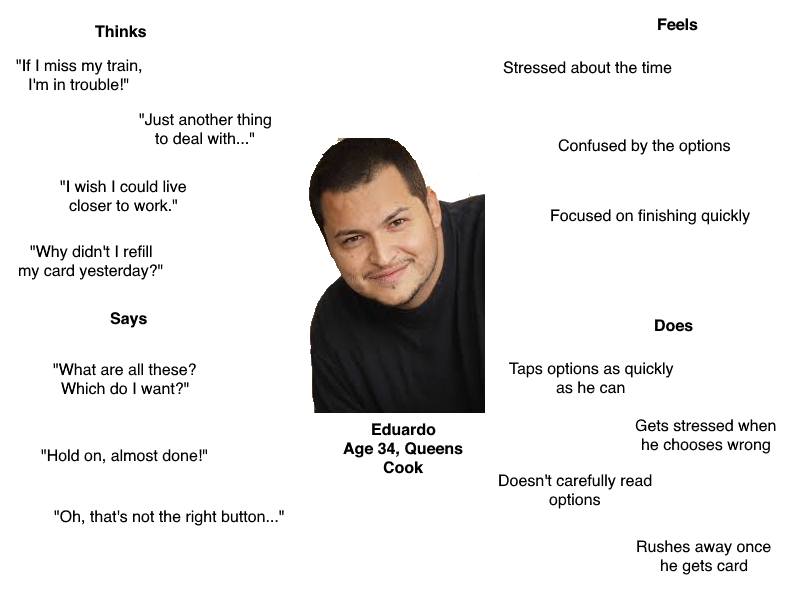 Thinks
"If I miss my train,
I'm in trouble!"
"Just another thing
to deal with..."
"I wish I could live
closer to work."
"Why didn't I refill
my card yesterday?"
Says
"What are all these?
Which do I want?"
"Hold on, almost done!"
"Oh, that's not the right button..."
Eduardo
Age 34, Queens
Cook
Feels
Stressed about the time
Confused by the options
Focused on finishing quickly
Does
Taps options as quickly
as he can
Gets stressed when
he chooses wrong
Doesn't carefully read
options
Rushes away once
he gets card